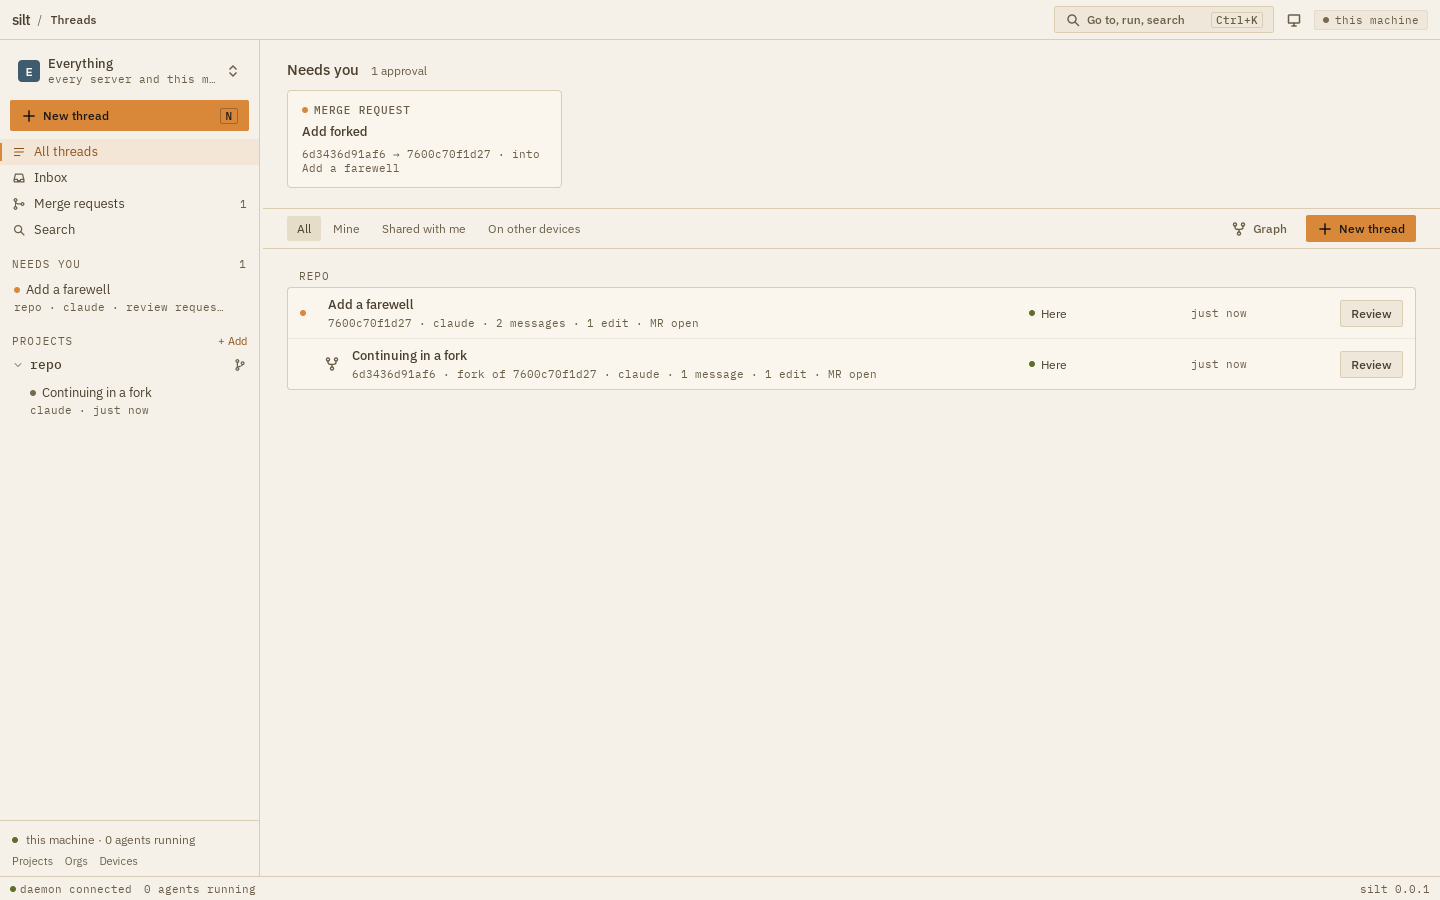 silt / Threads
Go to, run, search Ctrl+K
this machine
E
Everything
every server and this m…
New thread N
All threads
Inbox
Merge requests 1
Search
NEEDS YOU 1
Add a farewell
repo · claude · review reques…
PROJECTS + Add
repo
Continuing in a fork
claude · just now
this machine · 0 agents running
Projects Orgs Devices
Needs you 1 approval
MERGE REQUEST
Add forked
6d3436d91af6 → 7600c70f1d27 · into
Add a farewell
All Mine Shared with me On other devices
Graph New thread
REPO
Add a farewell
7600c70f1d27 · claude · 2 messages · 1 edit · MR open
Here just now Review
Continuing in a fork
6d3436d91af6 · fork of 7600c70f1d27 · claude · 1 message · 1 edit · MR open
Here just now Review
daemon connected 0 agents running
silt 0.0.1